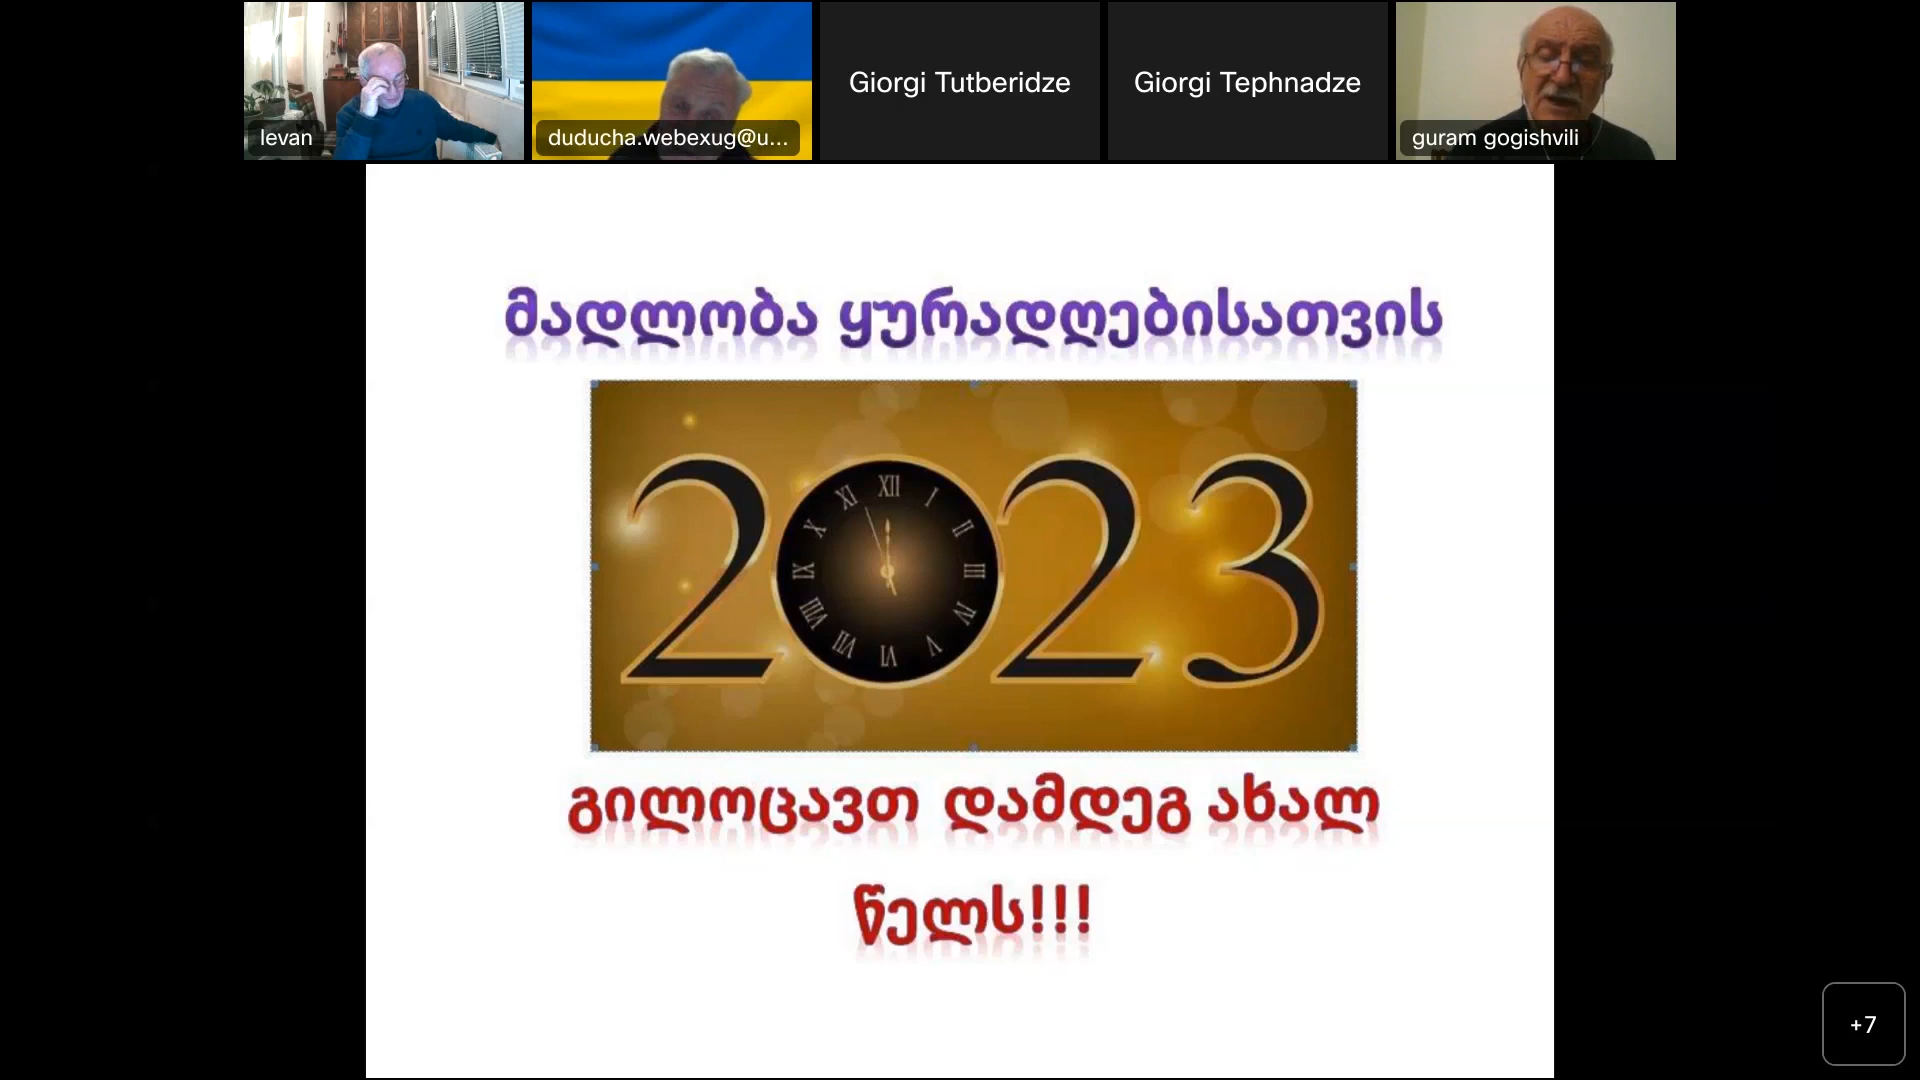 levan
duducha.webexug@u...
Giorgi Tutberidze
Giorgi Tephnadze
guram gogishvili
მადლობა ყურადღებისათვის
2023
XII
I
II
III
IV
V
VI
VII
VIII
IX
X
XI
გილოცავთ დამდეგ ახალ
წელს!!!
+7